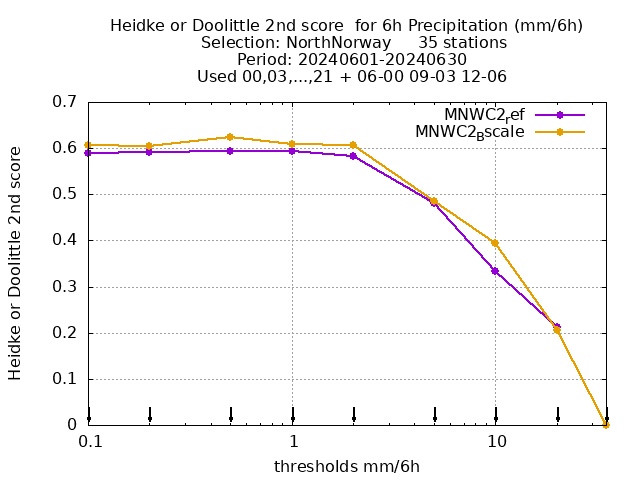 Heidke or Doolittle 2nd score  for 6h Precipitation (mm/6h)
Selection: NorthNorway     35 stations
Period: 20240601-20240630
Used 00,03,...,21 + 06-00 09-03 12-06
MNWC2ref
MNWC2Bscale
0.7
0.6
0.5
0.4
0.3
0.2
0.1
0
Heidke or Doolittle 2nd score
0.1
1
10
thresholds mm/6h